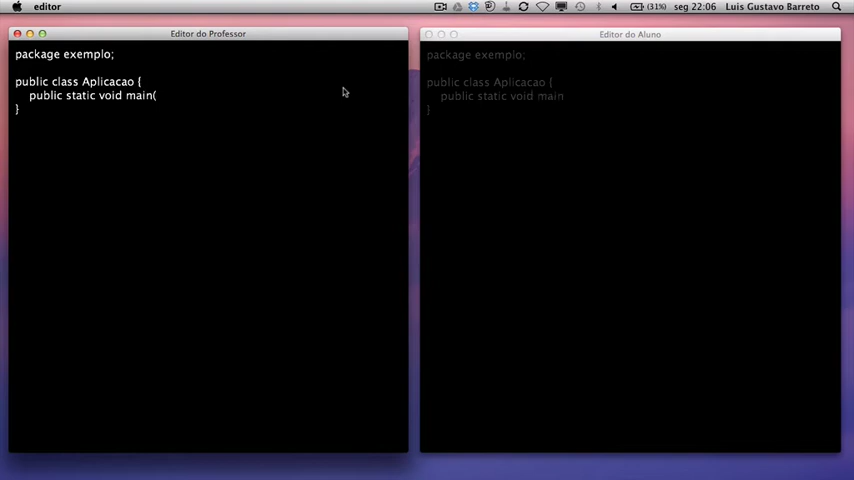 editor
(31%) seg 22:06 Luis Gustavo Barreto
Editor do Professor
package exemplo;
public class Aplicacao {
public static void main(
}
Editor do Aluno
package exemplo;
public class Aplicacao {
public static void main
}